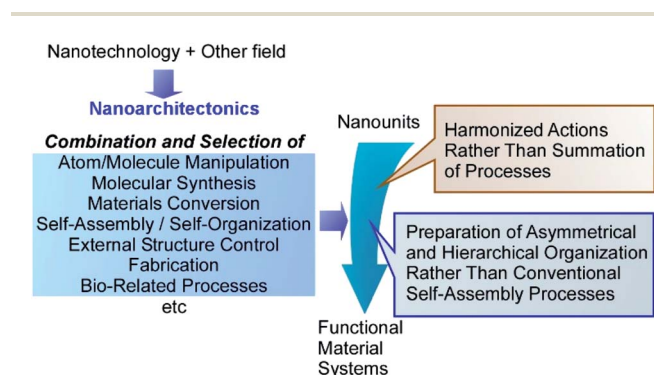 Nanotechnology + Other field
Nanoarchitectonics
Combination and Selection of
Atom/Molecule Manipulation
Molecular Synthesis
Materials Conversion
Self-Assembly / Self-Organization
External Structure Control
Fabrication
Bio-Related Processes
etc
Nanounits
Functional
Material
Systems
Harmonized Actions
Rather Than Summation
of Processes
Preparation of Asymmetrical
and Hierarchical Organization
Rather Than Conventional
Self-Assembly Processes